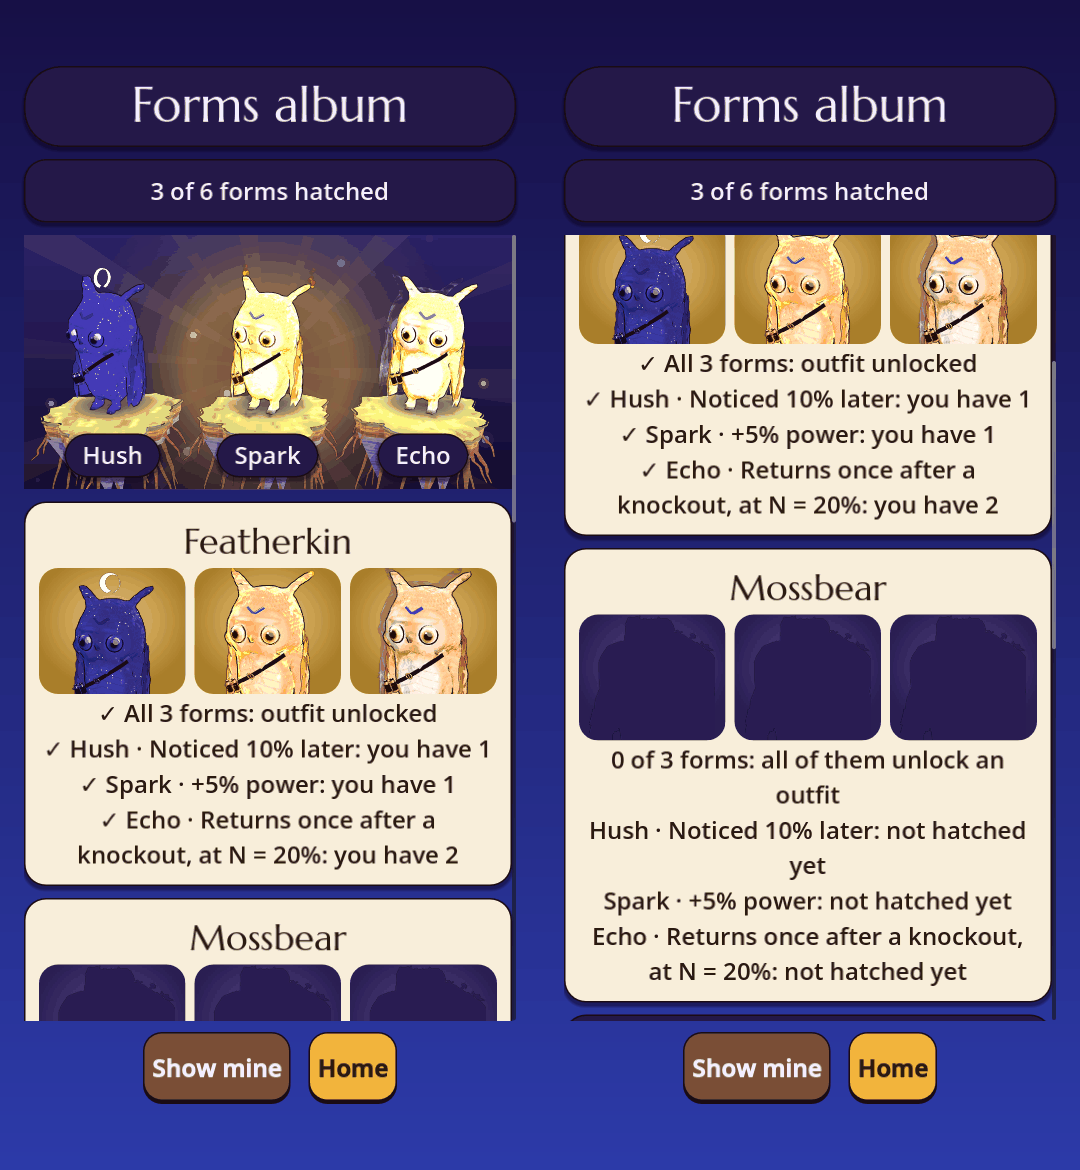 Forms album
3 of 6 forms hatched
Hush
Spark
Echo
Featherkin
✓ All 3 forms: outfit unlocked
✓ Hush · Noticed 10% later: you have 1
✓ Spark · +5% power: you have 1
✓ Echo · Returns once after a
knockout, at N = 20%: you have 2
Mossbear
Show mine
Home
Forms album
3 of 6 forms hatched
✓ All 3 forms: outfit unlocked
✓ Hush · Noticed 10% later: you have 1
✓ Spark · +5% power: you have 1
✓ Echo · Returns once after a
knockout, at N = 20%: you have 2
Mossbear
0 of 3 forms: all of them unlock an
outfit
Hush · Noticed 10% later: not hatched
yet
Spark · +5% power: not hatched yet
Echo · Returns once after a knockout,
at N = 20%: not hatched yet
Show mine
Home